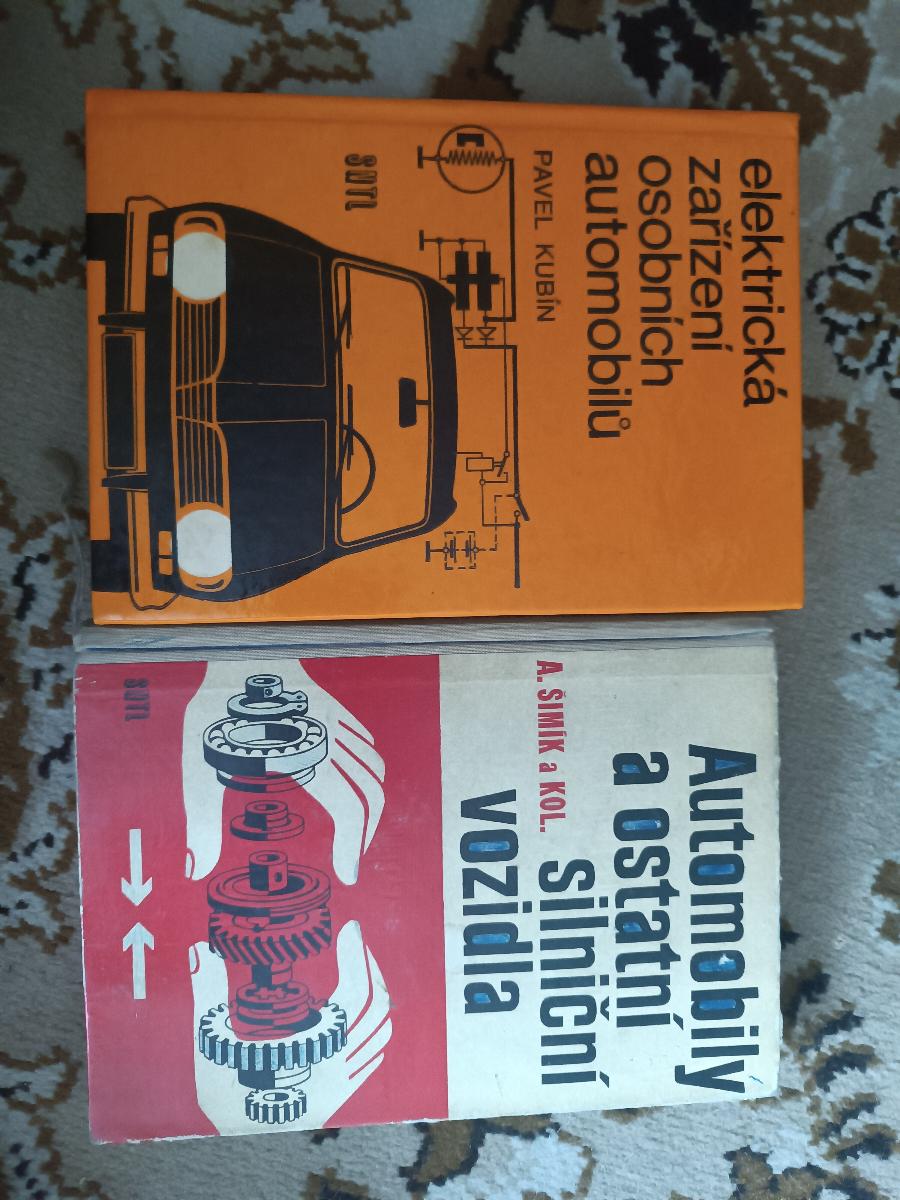 elektrická
zařízení
osobních
automobilů
PAVEL KUBÍN
SNTL
Automobily
a ostatní
silniční
vozidla
A. ŠIMÍK a KOL.
SNTL